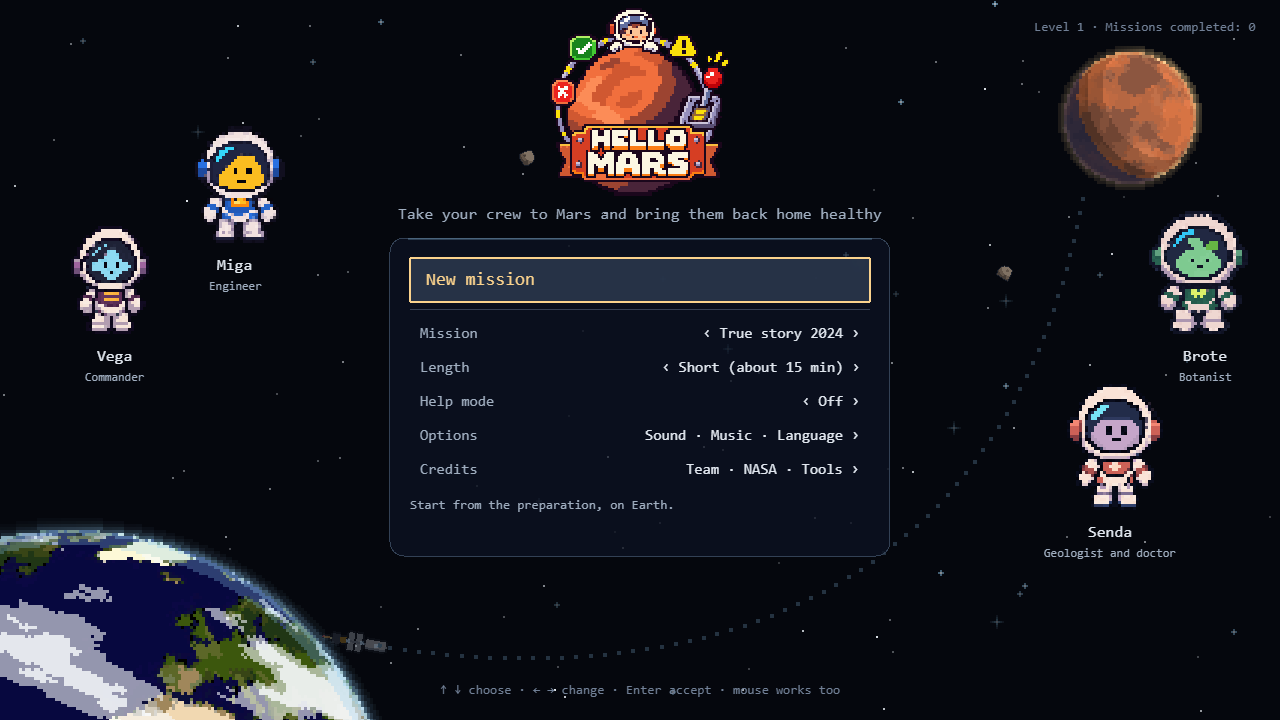 Level 1 · Missions completed: 0
HELLO
MARS
Take your crew to Mars and bring them back home healthy
New mission
Mission ‹ True story 2024 ›
Length ‹ Short (about 15 min) ›
Help mode ‹ Off ›
Options Sound · Music · Language ›
Credits Team · NASA · Tools ›
Start from the preparation, on Earth.
Miga
Engineer
Vega
Commander
Brote
Botanist
Senda
Geologist and doctor
↑ ↓ choose · ← → change · Enter accept · mouse works too